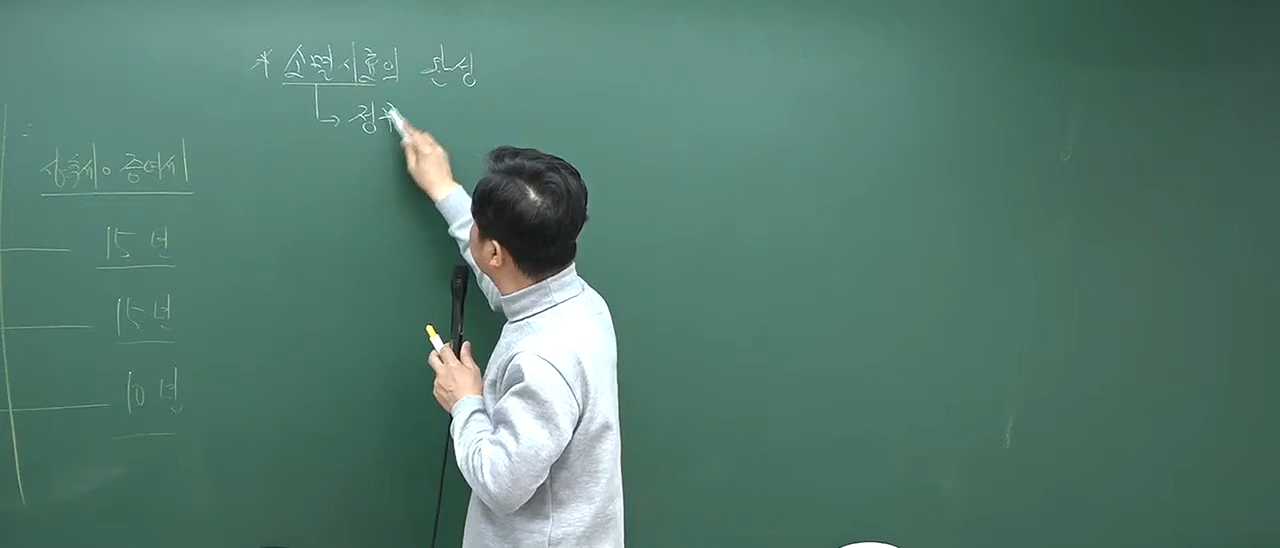 * 소멸시효의 완성
↳ 정
상속세 · 증여세
15년
15년
10년